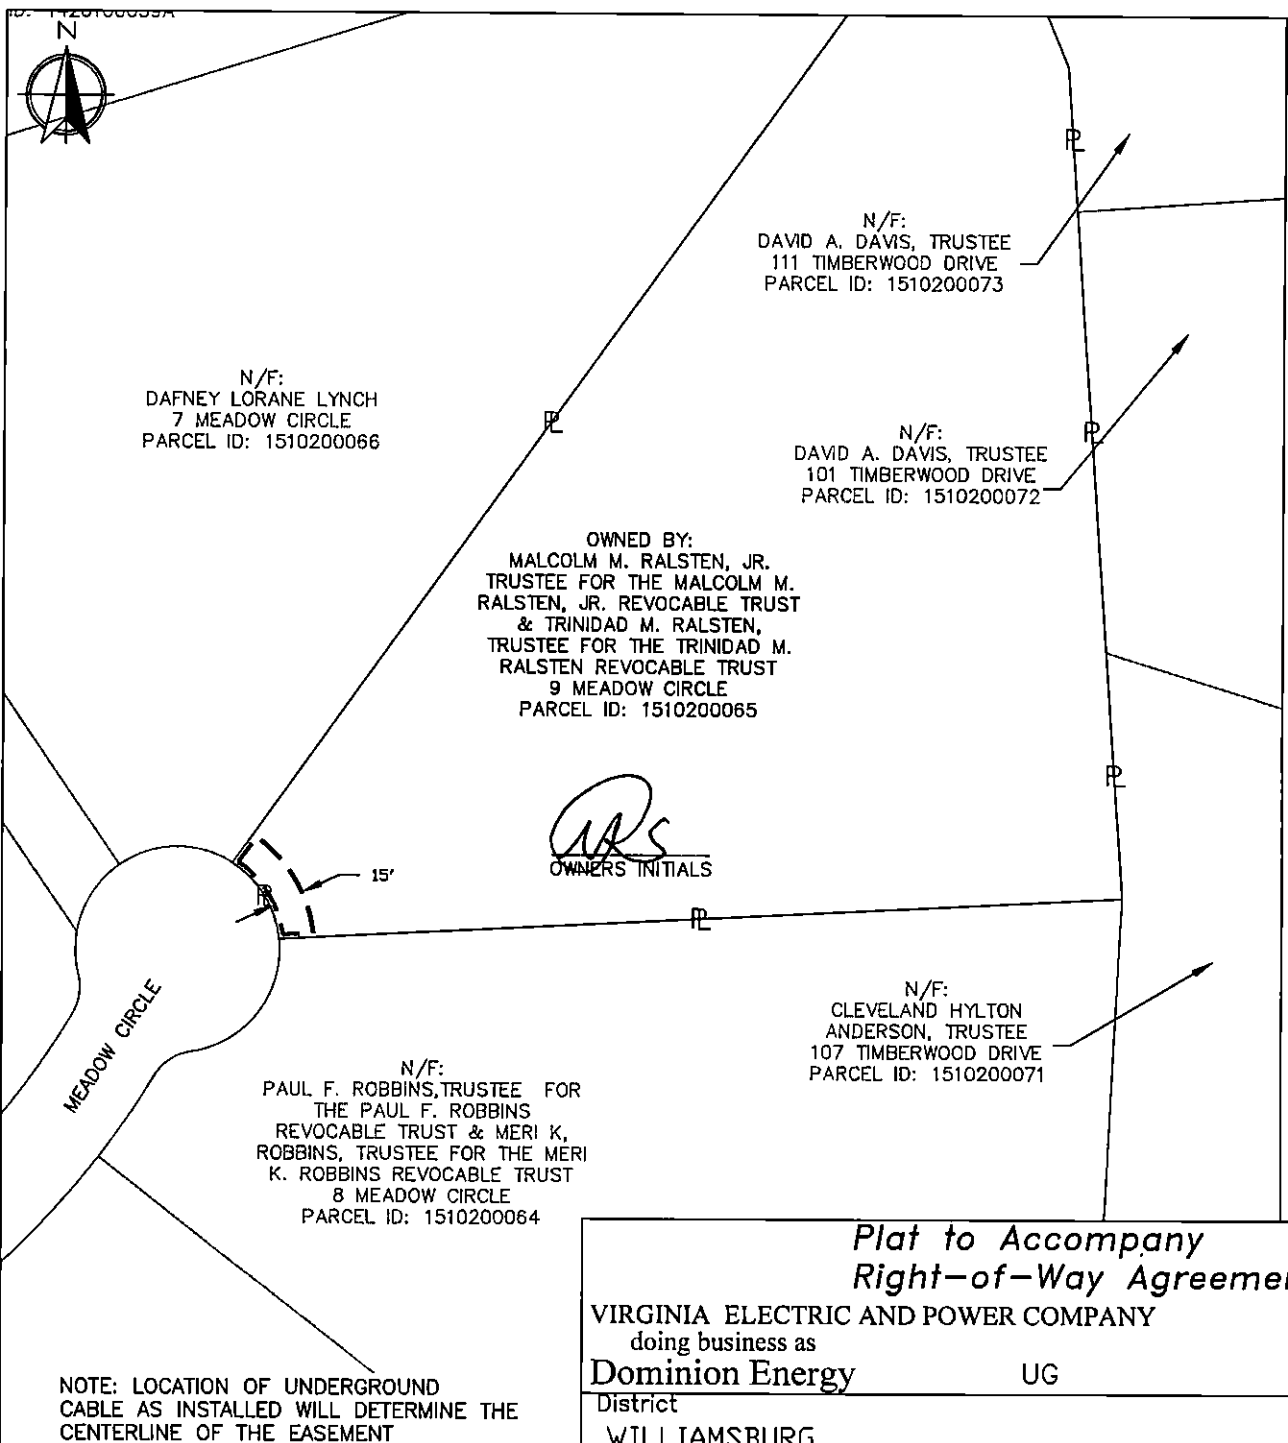 N
N/F:
DAVID A. DAVIS, TRUSTEE
111 TIMBERWOOD DRIVE
PARCEL ID: 1510200073
N/F:
DAFNEY LORANE LYNCH
7 MEADOW CIRCLE
PARCEL ID: 1510200066
N/F:
DAVID A. DAVIS, TRUSTEE
101 TIMBERWOOD DRIVE
PARCEL ID: 1510200072
OWNED BY:
MALCOLM M. RALSTEN, JR.
TRUSTEE FOR THE MALCOLM M.
RALSTEN, JR. REVOCABLE TRUST
& TRINIDAD M. RALSTEN,
TRUSTEE FOR THE TRINIDAD M.
RALSTEN REVOCABLE TRUST
9 MEADOW CIRCLE
PARCEL ID: 1510200065
OWNERS INITIALS
15'
MEADOW CIRCLE
N/F:
CLEVELAND HYLTON
ANDERSON, TRUSTEE
107 TIMBERWOOD DRIVE
PARCEL ID: 1510200071
N/F:
PAUL F. ROBBINS, TRUSTEE FOR
THE PAUL F. ROBBINS
REVOCABLE TRUST & MERI K,
ROBBINS, TRUSTEE FOR THE MERI
K. ROBBINS REVOCABLE TRUST
8 MEADOW CIRCLE
PARCEL ID: 1510200064
Plat to Accompany
Right-of-Way Agreeme
VIRGINIA ELECTRIC AND POWER COMPANY
doing business as
Dominion Energy UG
District
WILLIAMSBURG
NOTE: LOCATION OF UNDERGROUND
CABLE AS INSTALLED WILL DETERMINE THE
CENTERLINE OF THE EASEMENT